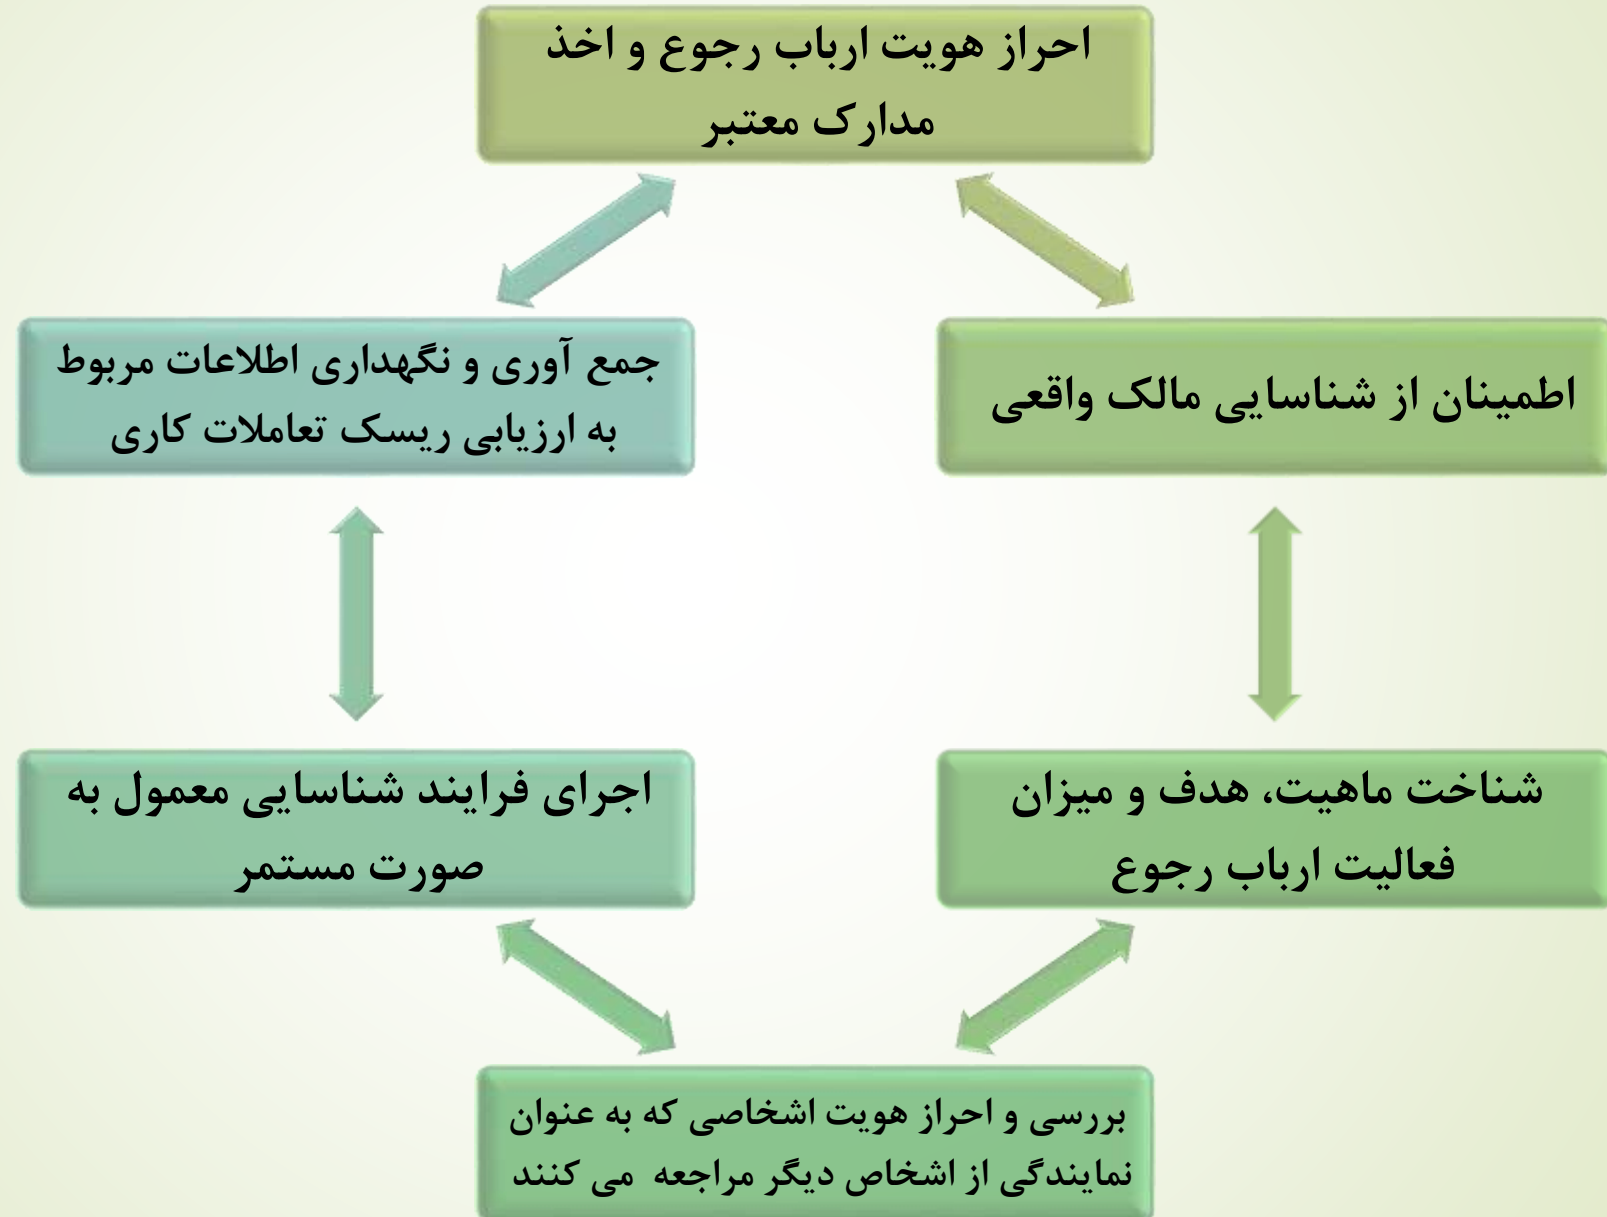 احراز هویت ارباب رجوع و اخذ
مدارک معتبر
اطمینان از شناسایی مالک واقعی
شناخت ماهیت، هدف و میزان
فعالیت ارباب رجوع
بررسی و احراز هویت اشخاصی که به عنوان
نمایندگی از اشخاص دیگر مراجعه می کنند
اجرای فرایند شناسایی معمول به
صورت مستمر
جمع آوری و نگهداری اطلاعات مربوط
به ارزیابی ریسک تعاملات کاری